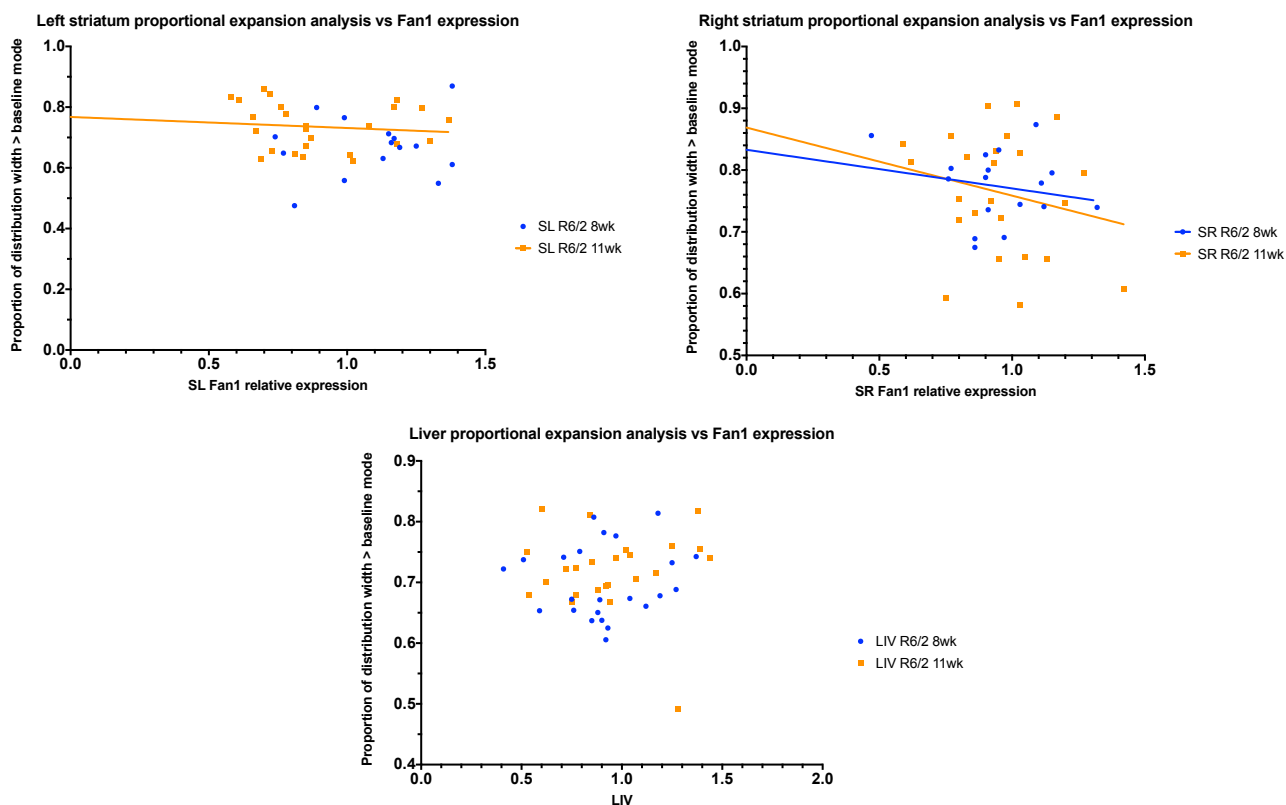 Left striatum proportional expansion analysis vs Fan1 expression
Proportion of distribution width > baseline mode
1.0
0.8
0.6
0.4
0.2
0.0
0.5
1.0
1.5
SL Fan1 relative expression
SL R6/2 8wk
SL R6/2 11wk
Right striatum proportional expansion analysis vs Fan1 expression
Proportion of distribution width > baseline mode
1.0
0.9
0.8
0.7
0.6
0.5
0.0
0.5
1.0
1.5
SR Fan1 relative expression
SR R6/2 8wk
SR R6/2 11wk
Liver proportional expansion analysis vs Fan1 expression
Proportion of distribution width > baseline mode
0.9
0.8
0.7
0.6
0.5
0.4
0.0
0.5
1.0
1.5
2.0
LIV
LIV R6/2 8wk
LIV R6/2 11wk